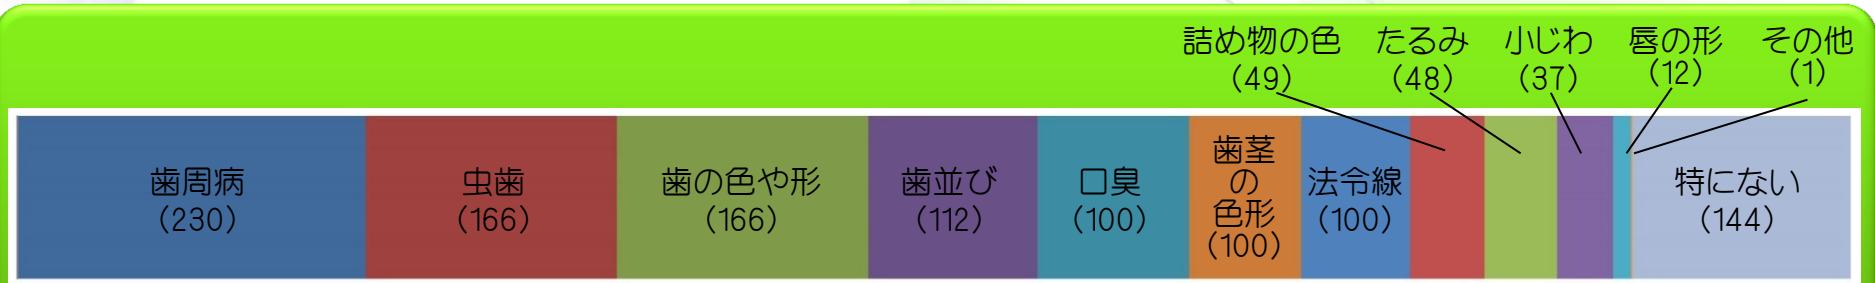 詰め物の色
(49)
たるみ
(48)
小じわ
(37)
唇の形
(12)
その他
(1)
歯周病
(230)
虫歯
(166)
歯の色や形
(166)
歯並び
(112)
口臭
(100)
歯茎
の
色形
(100)
法令線
(100)
特にない
(144)